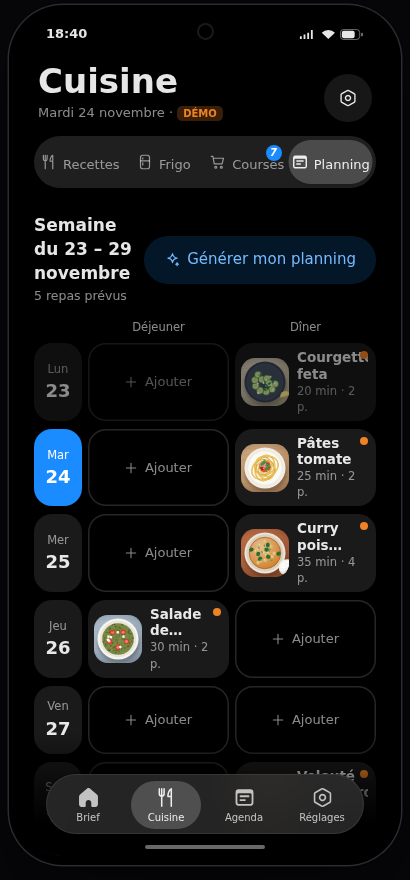 18:40
Cuisine
Mardi 24 novembre · DÉMO
Recettes Frigo Courses 7 Planning
Semaine
du 23 – 29
novembre
5 repas prévus
Générer mon planning
Déjeuner Dîner
Lun
23
Ajouter
Courgette
feta
20 min · 2
p.
Mar
24
Ajouter
Pâtes
tomate
25 min · 2
p.
Mer
25
Ajouter
Curry
pois…
35 min · 4
p.
Jeu
26
Salade
de…
30 min · 2
p.
Ajouter
Ven
27
Ajouter
Ajouter
Velouté
Brief Cuisine Agenda Réglages